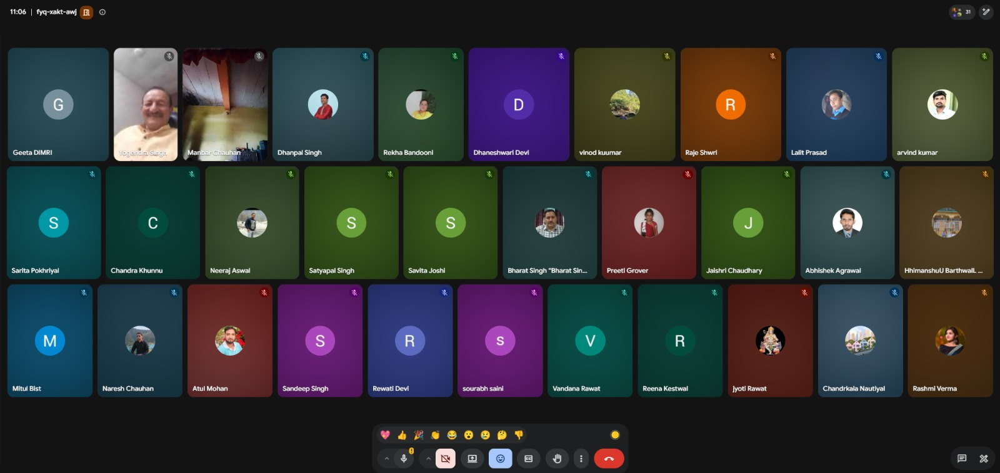 11:06 | fyq-xakt-awj
31
G
Geeta DIMRI
Yogendra Singh
Manbar Chauhan
Dhanpal Singh
Rekha Bandooni
D
Dhaneshwari Devi
vinod kuumar
R
Raje Shwri
Lalit Prasad
arvind kumar
S
Sarita Pokhriyal
C
Chandra Khunnu
Neeraj Aswal
S
Satyapal Singh
S
Savita Joshi
Bharat Singh "Bharat Sin...
Preeti Grover
J
Jaishri Chaudhary
Abhishek Agrawal
HhimanshuU BarthwalL ...
M
Mitul Bist
Naresh Chauhan
Atul Mohan
S
Sandeep Singh
R
Rewati Devi
s
sourabh saini
V
Vandana Rawat
R
Reena Kestwal
jyoti Rawat
Chandrkala Nautiyal
Rashmi Verma